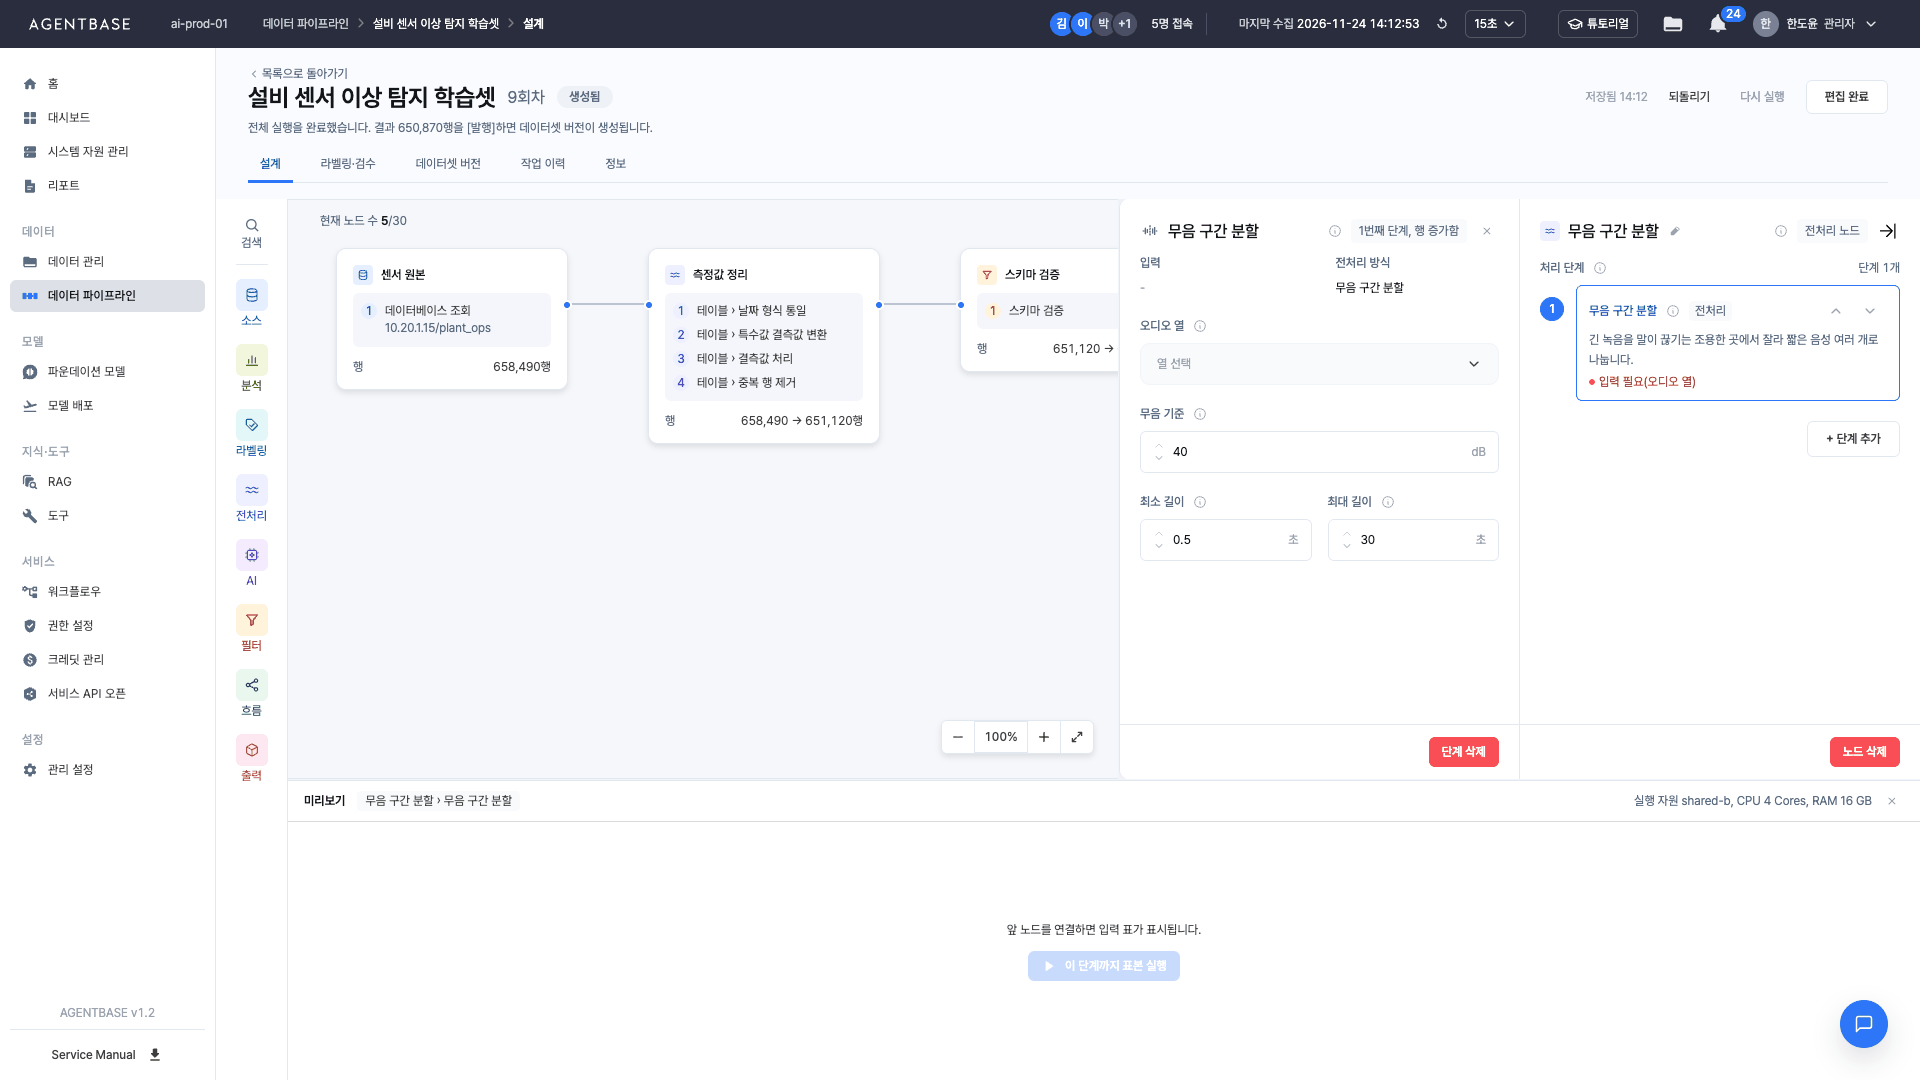 AGENTBASE
ai-prod-01
데이터 파이프라인 > 설비 센서 이상 탐지 학습셋 > 설계
김 이 박 +1 5명 접속
마지막 수집 2026-11-24 14:12:53
15초
튜토리얼
24
한 한도윤 관리자
홈
대시보드
시스템 자원 관리
리포트
데이터
데이터 관리
데이터 파이프라인
모델
파운데이션 모델
모델 배포
지식·도구
RAG
도구
서비스
워크플로우
권한 설정
크레딧 관리
서비스 API 오픈
설정
관리 설정
AGENTBASE v1.2
Service Manual
목록으로 돌아가기
설비 센서 이상 탐지 학습셋 9회차 생성됨
전체 실행을 완료했습니다. 결과 650,870행을 [발행]하면 데이터셋 버전이 생성됩니다.
저장됨 14:12 되돌리기 다시 실행 편집 완료
설계 라벨링·검수 데이터셋 버전 작업 이력 정보
검색
소스
분석
라벨링
전처리
AI
필터
흐름
출력
현재 노드 수 5/30
센서 원본
1 데이터베이스 조회
10.20.1.15/plant_ops
행 658,490행
측정값 정리
1 테이블 › 날짜 형식 통일
2 테이블 › 특수값 결측값 변환
3 테이블 › 결측값 처리
4 테이블 › 중복 행 제거
행 658,490 → 651,120행
스키마 검증
1 스키마 검증
행 651,120 →
100%
무음 구간 분할
1번째 단계, 행 증가함
입력 전처리 방식
- 무음 구간 분할
오디오 열
열 선택
무음 기준
40 dB
최소 길이 최대 길이
0.5 초 30 초
단계 삭제
무음 구간 분할
전처리 노드
처리 단계 단계 1개
1 무음 구간 분할 전처리
긴 녹음을 말이 끊기는 조용한 곳에서 잘라 짧은 음성 여러 개로
나눕니다.
입력 필요(오디오 열)
+ 단계 추가
노드 삭제
미리보기 무음 구간 분할 › 무음 구간 분할
실행 자원 shared-b, CPU 4 Cores, RAM 16 GB
앞 노드를 연결하면 입력 표가 표시됩니다.
이 단계까지 표본 실행